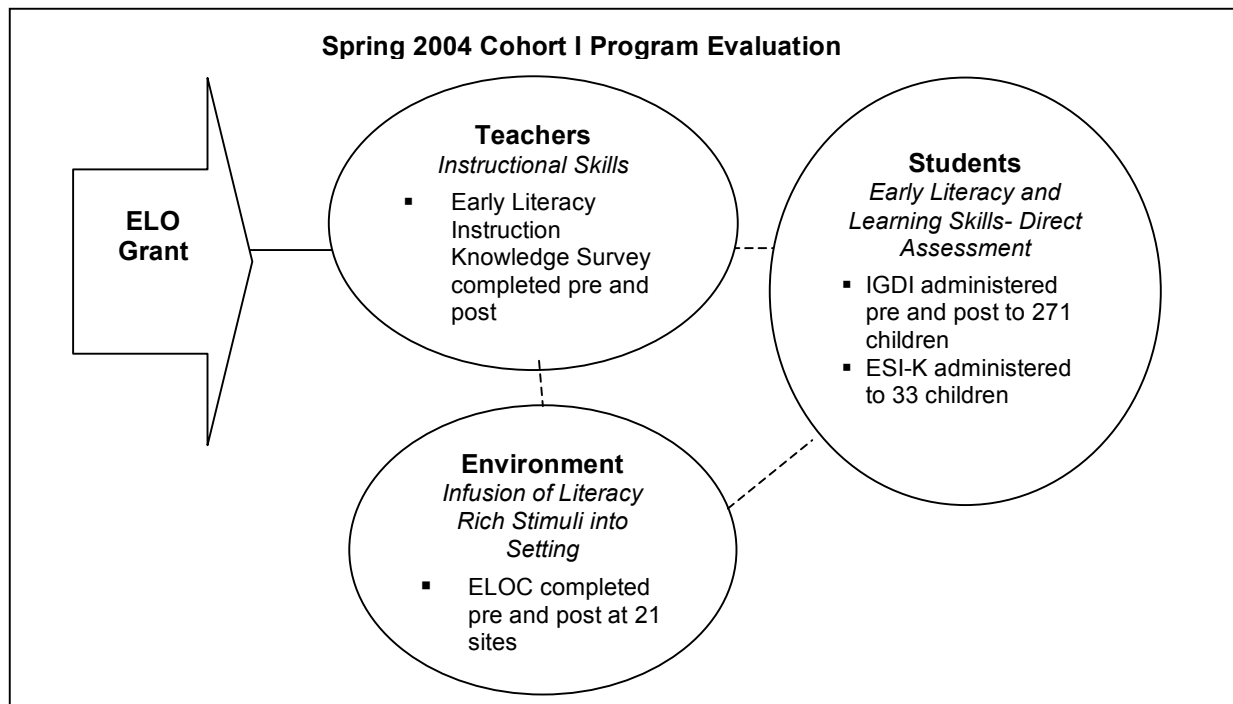 Spring 2004 Cohort I Program Evaluation
ELO
Grant
Teachers
Instructional Skills
▪ Early Literacy
Instruction
Knowledge Survey
completed pre and
post
Students
Early Literacy and
Learning Skills- Direct
Assessment
▪ IGDI administered
pre and post to 271
children
▪ ESI-K administered
to 33 children
Environment
Infusion of Literacy
Rich Stimuli into
Setting
▪ ELOC completed
pre and post at 21
sites